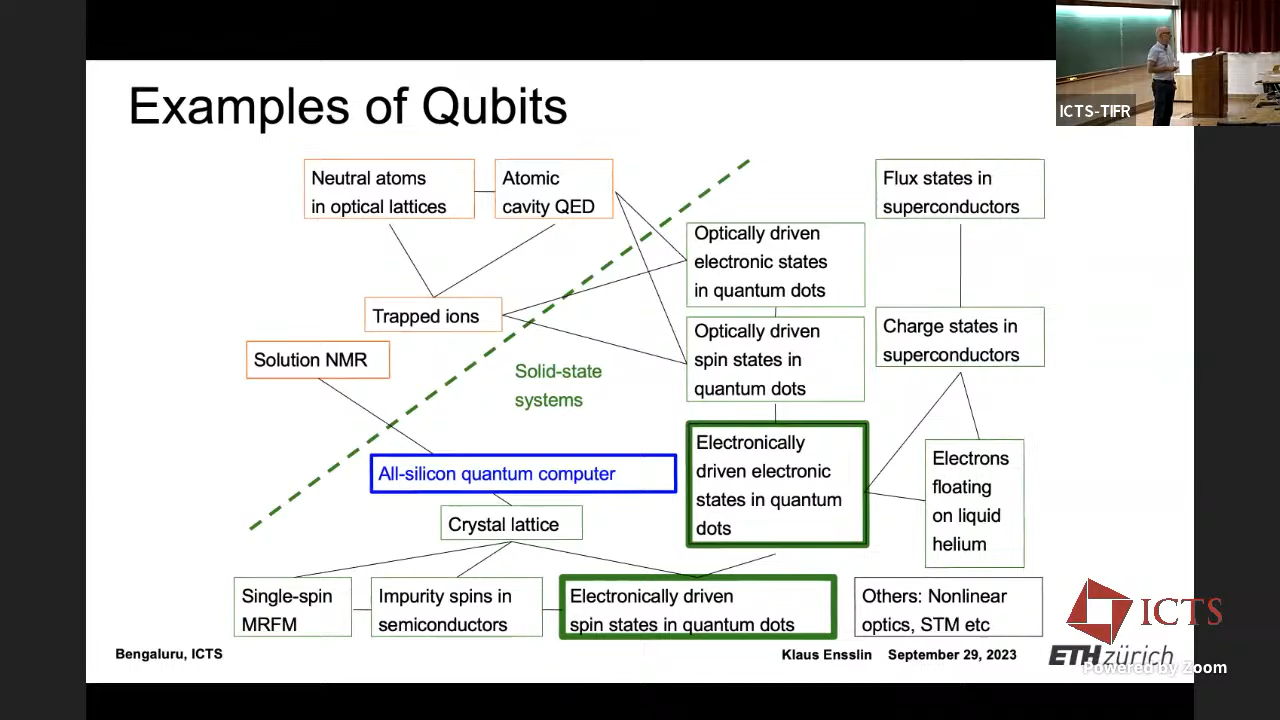 ICTS-TIFR
Examples of Qubits
Neutral atoms
in optical lattices
Atomic
cavity QED
Flux states in
superconductors
Optically driven
electronic states
in quantum dots
Trapped ions
Optically driven
spin states in
quantum dots
Charge states in
superconductors
Solution NMR
Solid-state
systems
Electronically
driven electronic
states in quantum
dots
Electrons
floating
on liquid
helium
All-silicon quantum computer
Crystal lattice
Single-spin
MRFM
Impurity spins in
semiconductors
Electronically driven
spin states in quantum dots
Others: Nonlinear
optics, STM etc
ICTS
Bengaluru, ICTS
Klaus Ensslin September 29, 2023
ETH zürich
Powered by Zoom